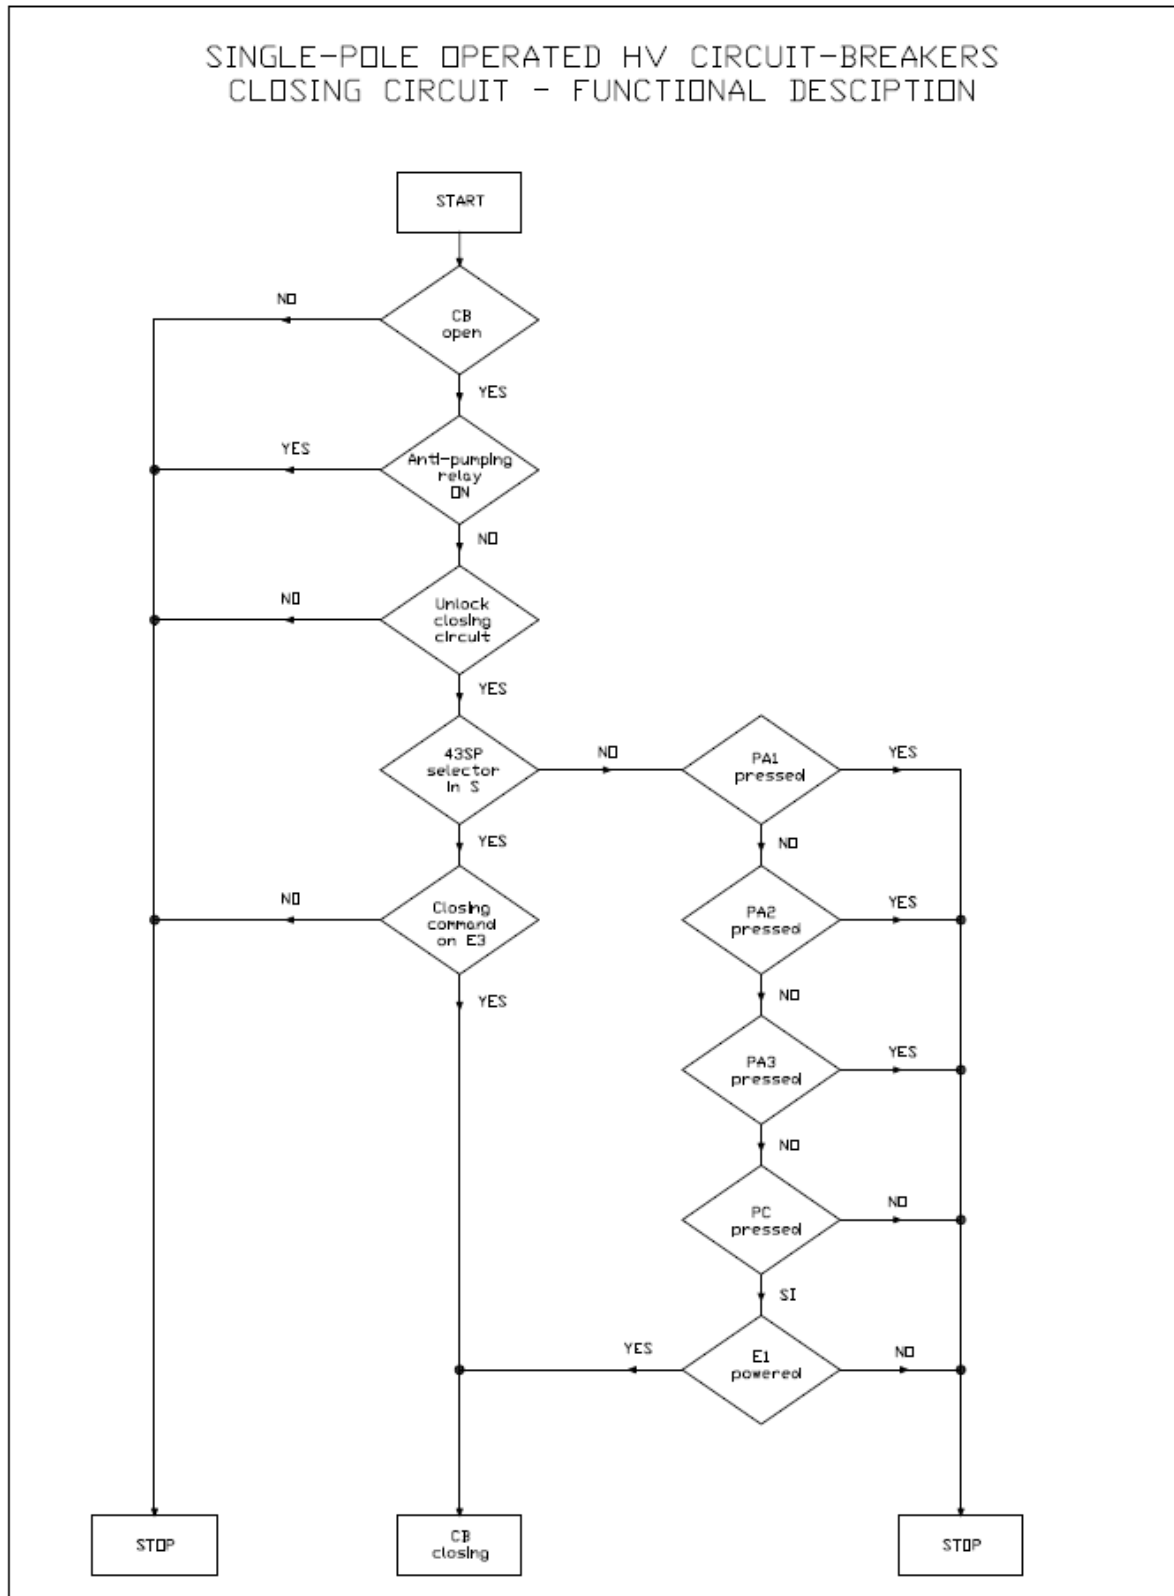 SINGLE-POLE OPERATED HV CIRCUIT-BREAKERS
CLOSING CIRCUIT - FUNCTIONAL DESCIPTION
START
NO
CB
open
YES
YES
Anti-pumping
relay
ON
NO
NO
Unlock
closing
circuit
YES
43SP
selector
in S
NO
PA1
pressed
YES
YES
NO
NO
Closing
command
on E3
PA2
pressed
YES
YES
NO
PA3
pressed
YES
NO
PC
pressed
NO
SI
YES
E1
powered
NO
STOP
CB
closing
STOP